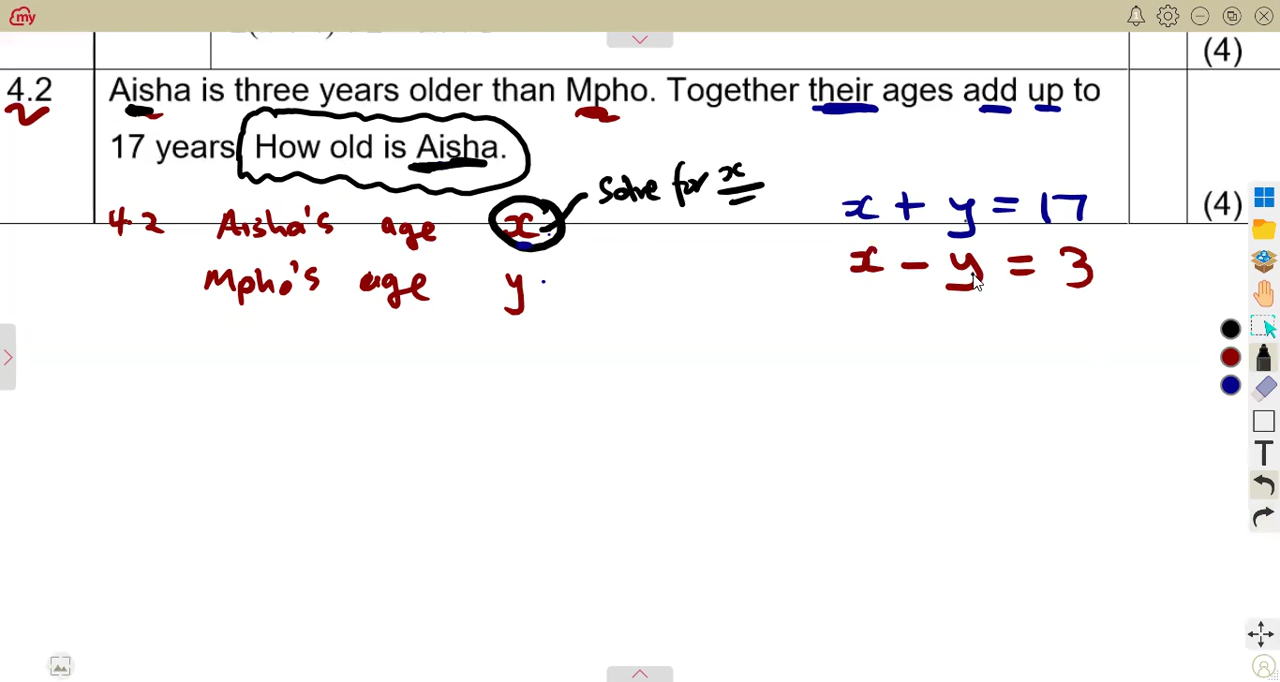 my
(4)
4.2 Aisha is three years older than Mpho. Together their ages add up to
17 years. How old is Aisha.
(4)
Solve for x
4.2 Aisha's age x
Mpho's age y
x + y = 17
x - y = 3
T